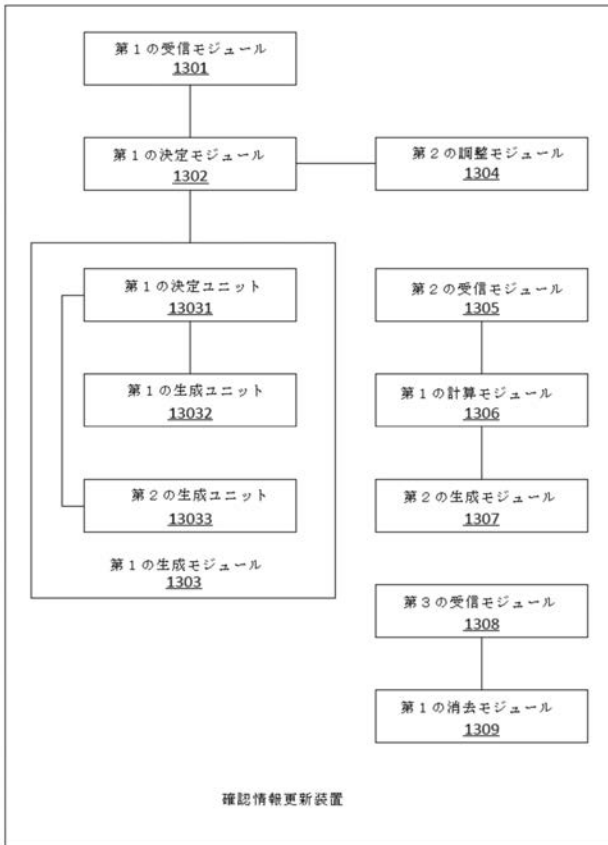 第１の受信モジュール
1301
第１の決定モジュール
1302
第２の調整モジュール
1304
第１の決定ユニット
13031
第１の生成ユニット
13032
第２の生成ユニット
13033
第１の生成モジュール
1303
第２の受信モジュール
1305
第１の計算モジュール
1306
第２の生成モジュール
1307
第３の受信モジュール
1308
第１の消去モジュール
1309
確認情報更新装置